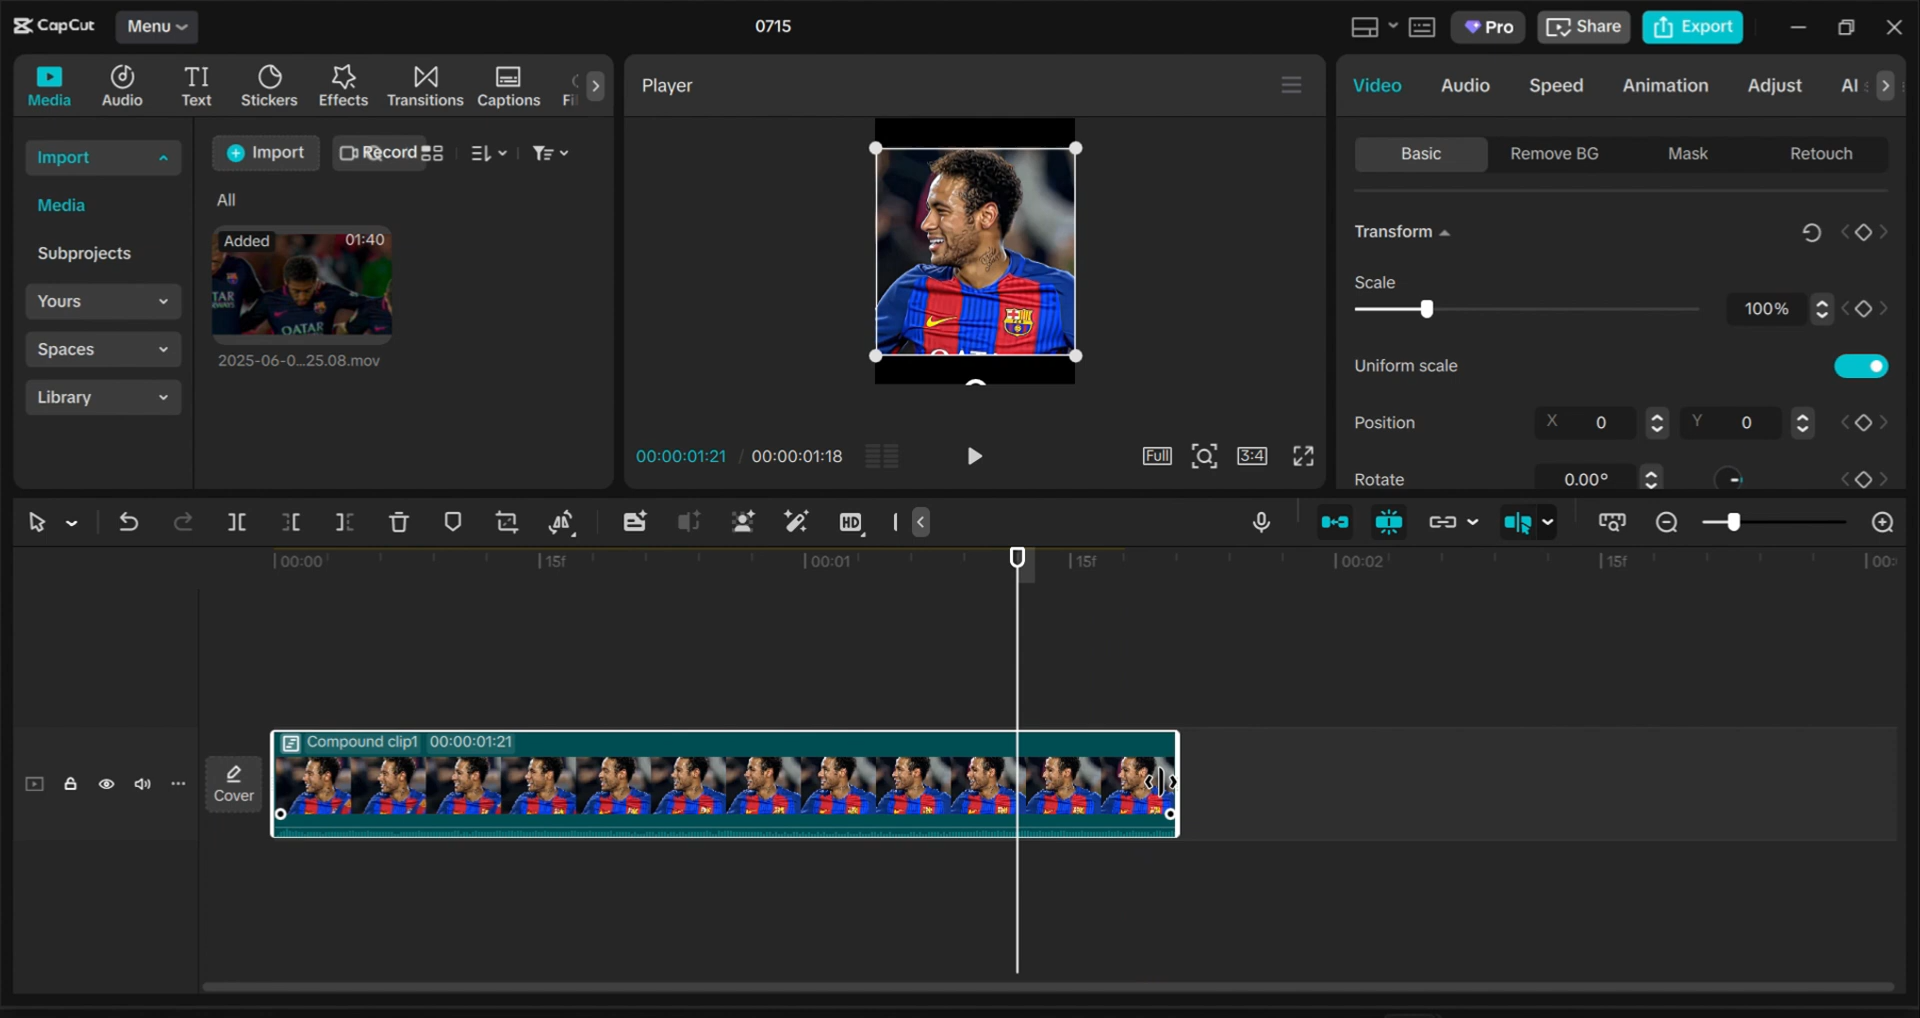 CapCut Menu 0715 Pro Share Export
Media Audio Text Stickers Effects Transitions Captions Fi
Player
Video Audio Speed Animation Adjust AI
Import
Media
Subprojects
Yours
Spaces
Library
Import Record
All
Added 01:40
2025-06-0...25.08.mov
00:00:01:21 / 00:00:01:18 Full 3:4
Basic Remove BG Mask Retouch
Transform
Scale
100%
Uniform scale
Position X 0 Y 0
Rotate 0.00°
HD
00:00 15f 00:01 15f 00:02 15f 00:
Cover
Compound clip1 00:00:01:21